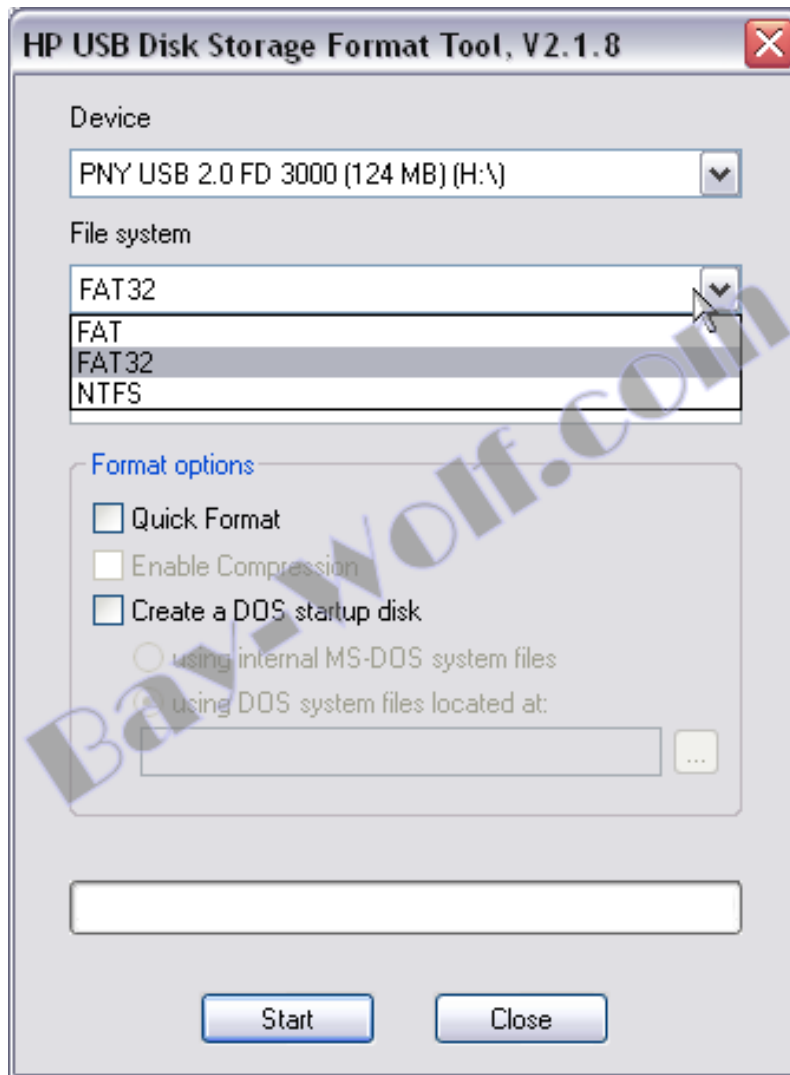 HP USB Disk Storage Format Tool, V2.1.8
Device
PNY USB 2.0 FD 3000 (124 MB) (H:\)
File system
FAT32
FAT
FAT32
NTFS
Format options
Quick Format
Enable Compression
Create a DOS startup disk
using internal MS-DOS system files
using DOS system files located at:
...
Start
Close
Bay-Wolf.com